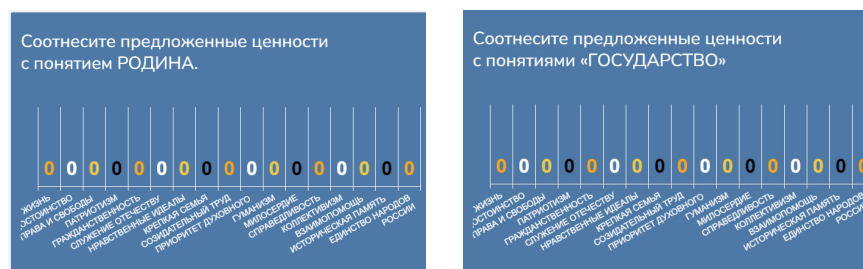 Соотнесите предложенные ценности
с понятием РОДИНА.
0 0 0 0 0 0 0 0 0 0 0 0 0 0 0 0 0
ЖИЗНЬ
ОСТОИНСТВО
ПРАВА И СВОБОДЫ
ПАТРИОТИЗМ
ГРАЖДАНСТВЕННОСТЬ
СЛУЖЕНИЕ ОТЕЧЕСТВУ
НРАВСТВЕННЫЕ ИДЕАЛЫ
КРЕПКАЯ СЕМЬЯ
СОЗИДАТЕЛЬНЫЙ ТРУД
ПРИОРИТЕТ ДУХОВНОГО
ГУМАНИЗМ
МИЛОСЕРДИЕ
СПРАВЕДЛИВОСТЬ
КОЛЛЕКТИВИЗМ
ВЗАИМОПОМОЩЬ
ИСТОРИЧЕСКАЯ ПАМЯТЬ
ЕДИНСТВО НАРОДОВ
РОССИИ
Соотнесите предложенные ценности
с понятиями «ГОСУДАРСТВО»
0 0 0 0 0 0 0 0 0 0 0 0 0 0 0 0 0
ЖИЗНЬ
ОСТОИНСТВО
ПРАВА И СВОБОДЫ
ПАТРИОТИЗМ
ГРАЖДАНСТВЕННОСТЬ
СЛУЖЕНИЕ ОТЕЧЕСТВУ
НРАВСТВЕННЫЕ ИДЕАЛЫ
КРЕПКАЯ СЕМЬЯ
СОЗИДАТЕЛЬНЫЙ ТРУД
ПРИОРИТЕТ ДУХОВНОГО
ГУМАНИЗМ
МИЛОСЕРДИЕ
СПРАВЕДЛИВОСТЬ
КОЛЛЕКТИВИЗМ
ВЗАИМОПОМОЩЬ
ИСТОРИЧЕСКАЯ ПАМЯТЬ
ЕДИНСТВО НАРОДОВ
РОССИИ